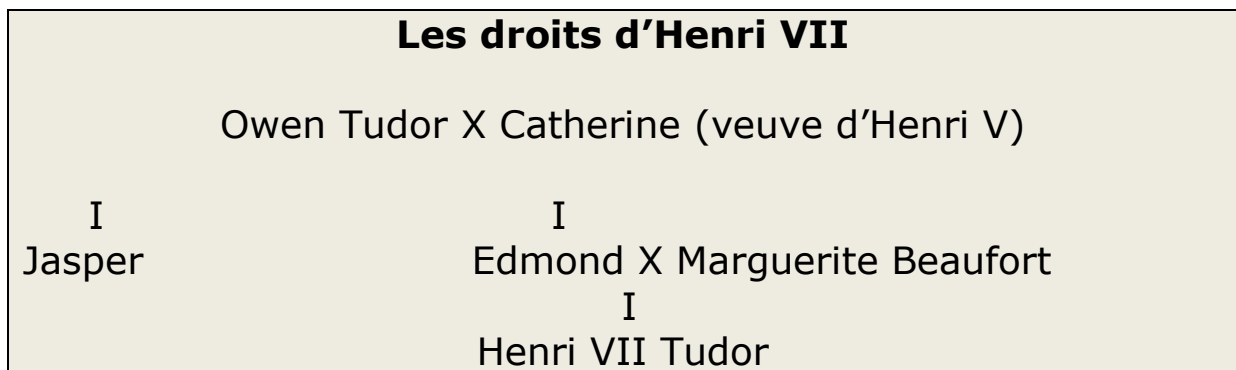 Les droits d’Henri VII
Owen Tudor X Catherine (veuve d’Henri V)
I I
Jasper Edmond X Marguerite Beaufort
I
Henri VII Tudor